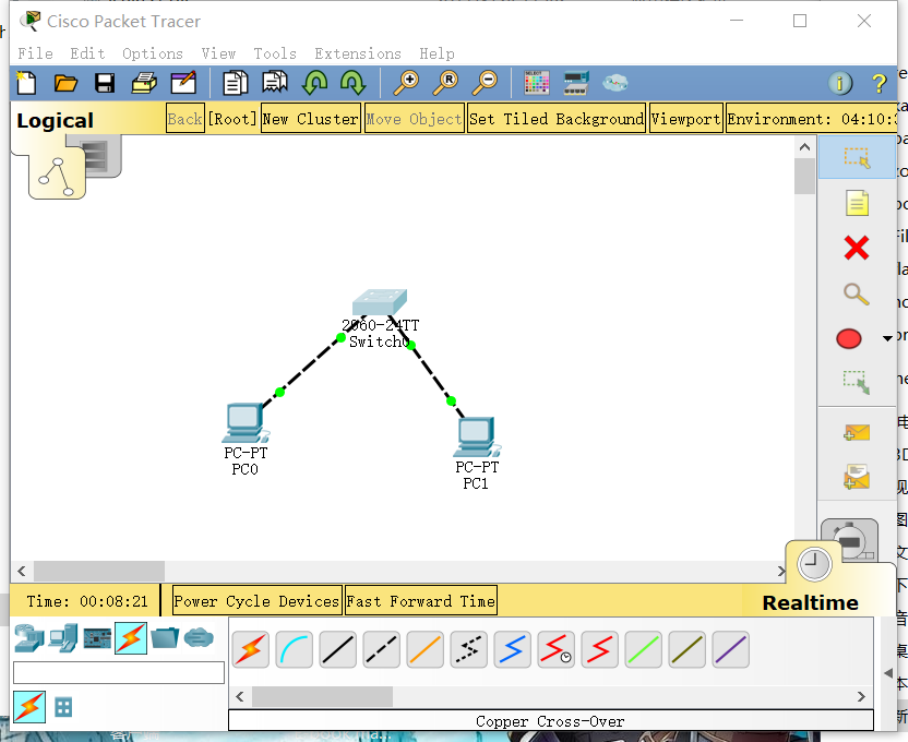 Cisco Packet Tracer
File Edit Options View Tools Extensions Help
Logical
Back [Root] New Cluster Move Object Set Tiled Background Viewport Environment: 04:10:
2960-24TT
Switch0
PC-PT
PC0
PC-PT
PC1
Time: 00:08:21 Power Cycle Devices Fast Forward Time
Realtime
Copper Cross-Over